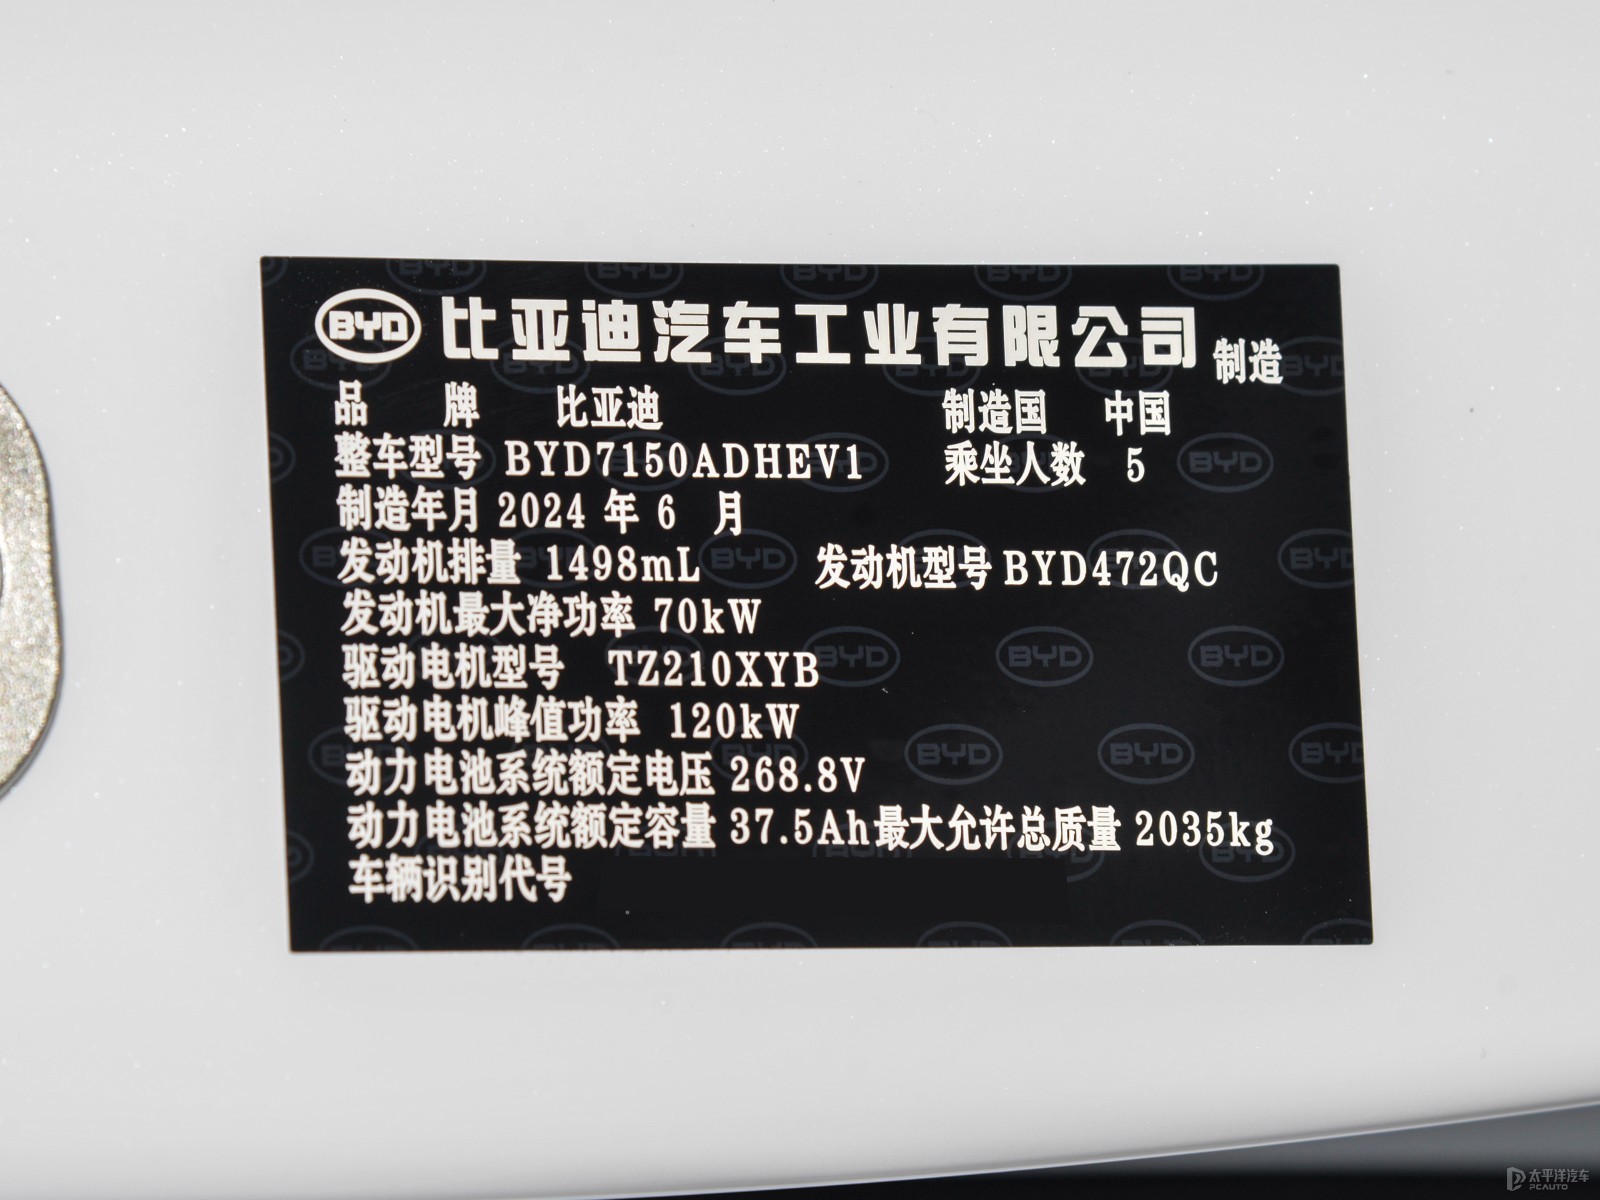 BYD 比亚迪汽车工业有限公司 制造
品 牌 比亚迪 制造国 中国
整车型号 BYD7150ADHEV1 乘坐人数 5
制造年月 2024 年 6 月
发动机排量 1498mL 发动机型号 BYD472QC
发动机最大净功率 70kW
驱动电机型号 TZ210XYB
驱动电机峰值功率 120kW
动力电池系统额定电压 268.8V
动力电池系统额定容量 37.5Ah 最大允许总质量 2035kg
车辆识别代号
太平洋汽车
PCAUTO